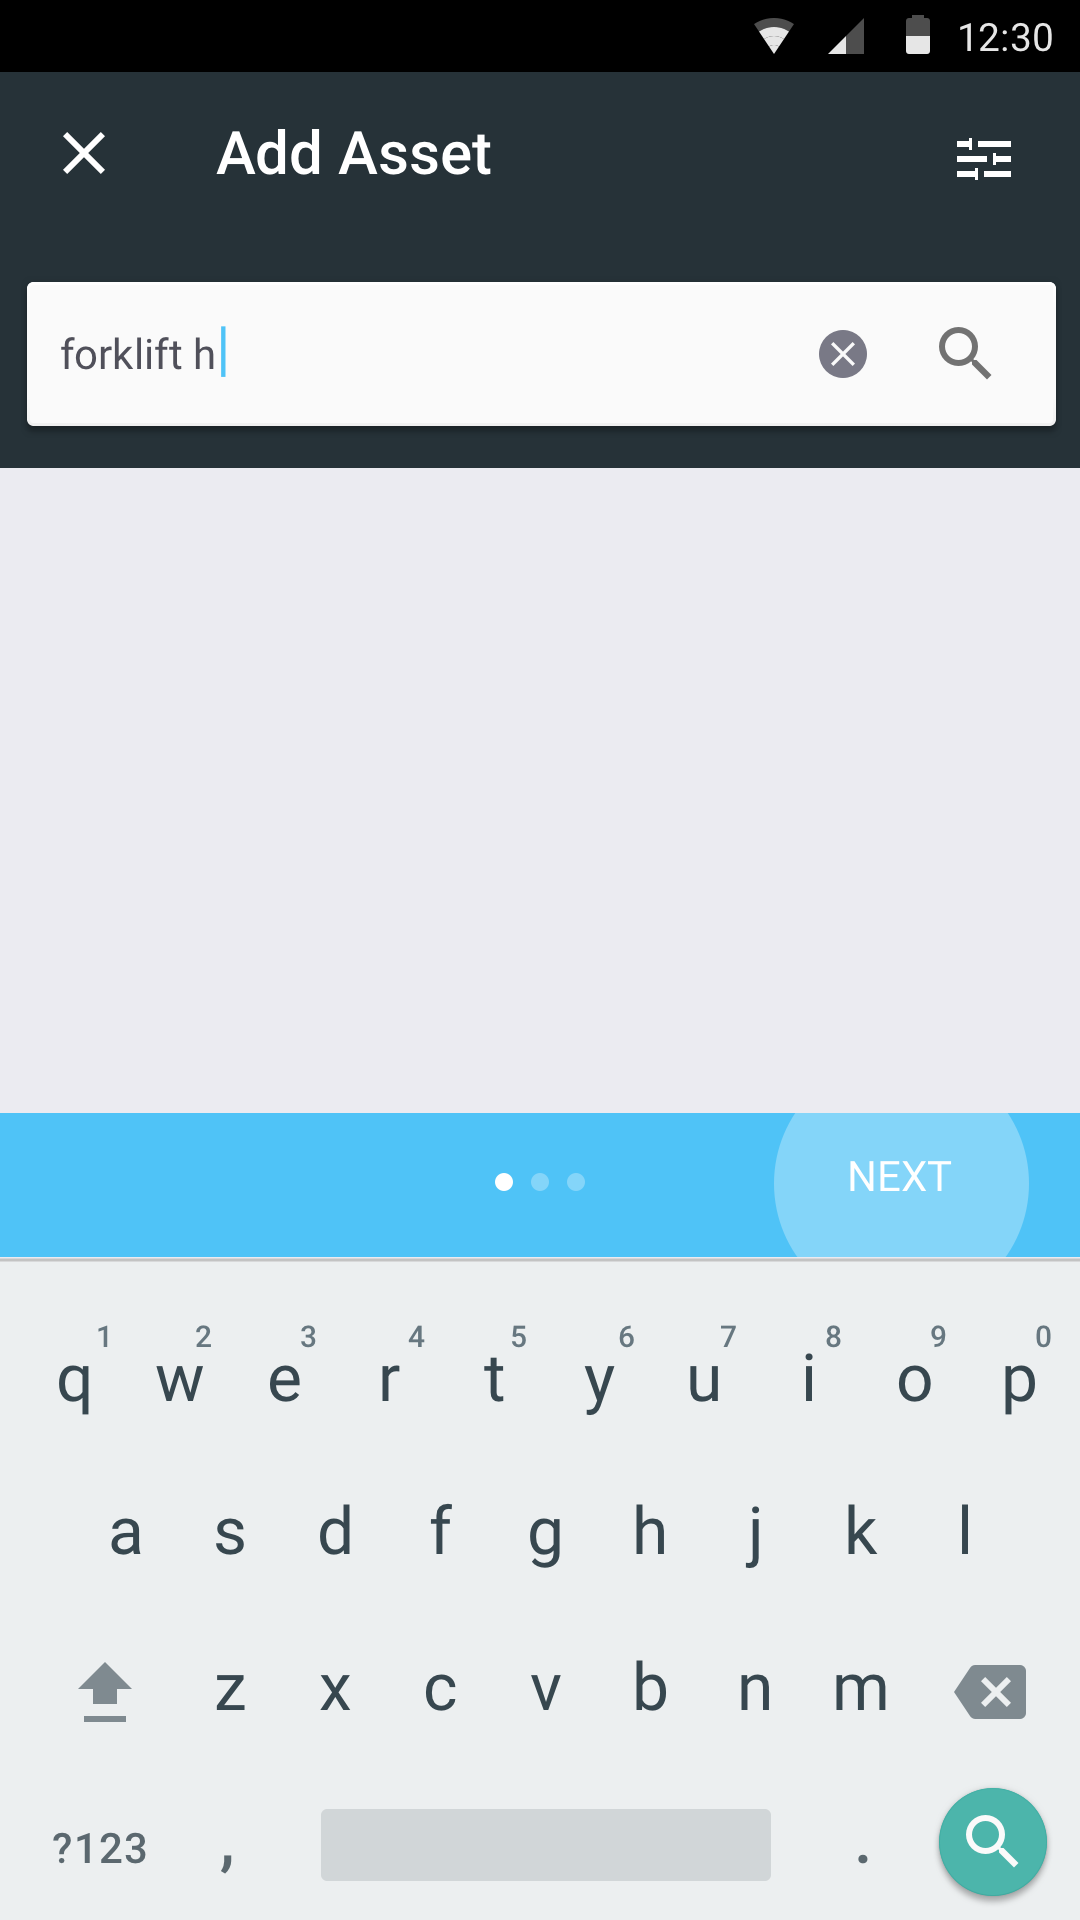 12:30
Add Asset
forklift h
NEXT
1 2 3 4 5 6 7 8 9 0
q w e r t y u i o p
a s d f g h j k l
z x c v b n m
?123 , .